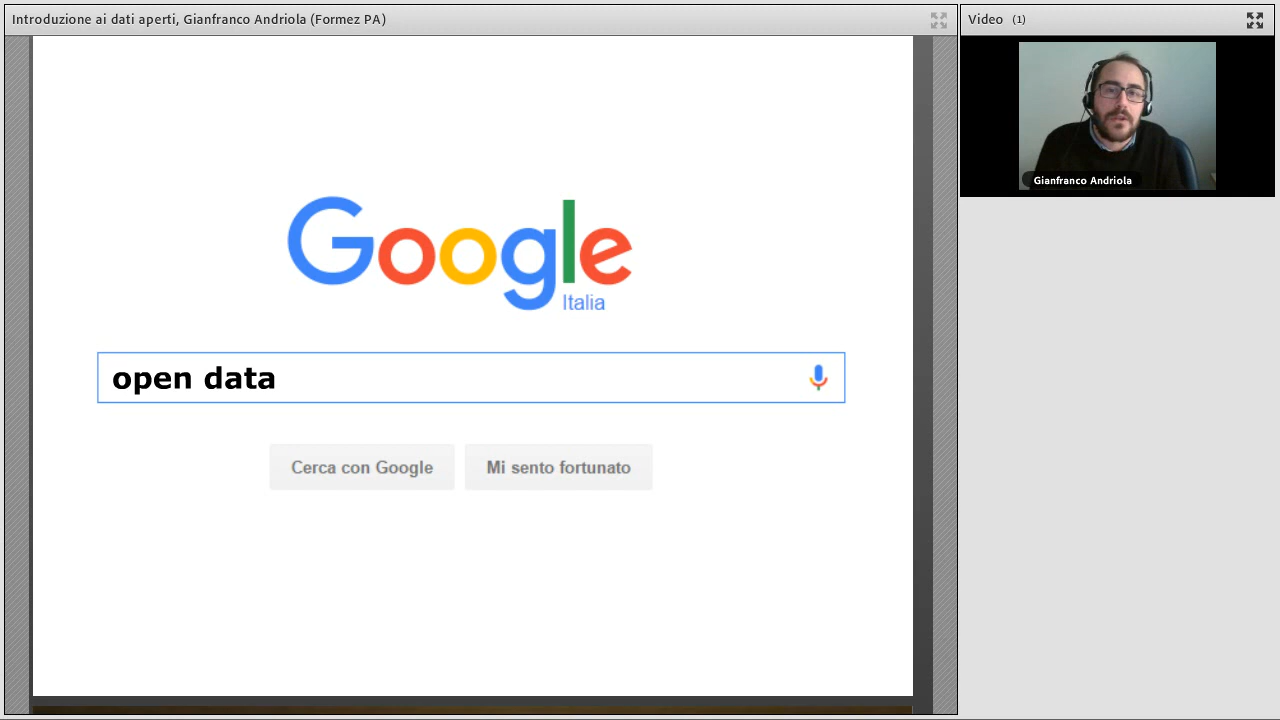 Introduzione ai dati aperti, Gianfranco Andriola (Formez PA)
Video (1)
Gianfranco Andriola
Google
Italia
open data
Cerca con Google
Mi sento fortunato